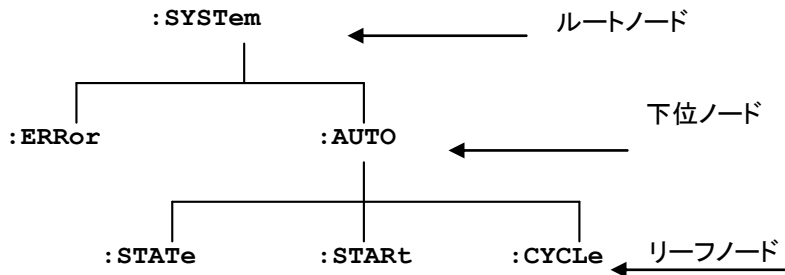 :SYSTem
ルートノード
:ERRor
:AUTO
下位ノード
:STATe
:STARt
:CYCLe
リーフノード